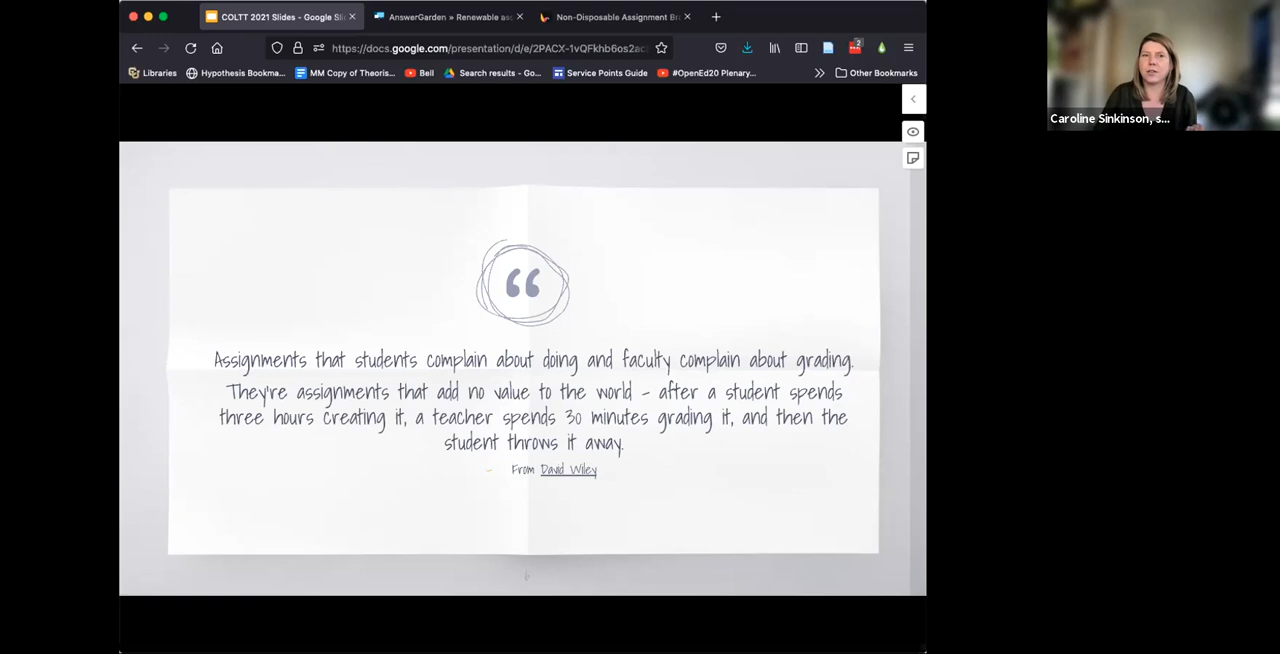 COLTT 2021 Slides - Google Sli
AnswerGarden » Renewable as
Non-Disposable Assignment Br
https://docs.google.com/presentation/d/e/2PACX-1vQFkhb6os2ac
2
Libraries
Hypothesis Bookma...
MM Copy of Theoris...
Bell
Search results - Go...
Service Points Guide
#OpenEd20 Plenary...
Other Bookmarks
Caroline Sinkinson, s...
“
Assignments that students complain about doing and faculty complain about grading.
They're assignments that add no value to the world - after a student spends
three hours creating it, a teacher spends 30 minutes grading it, and then the
student throws it away.
- From David Wiley
6